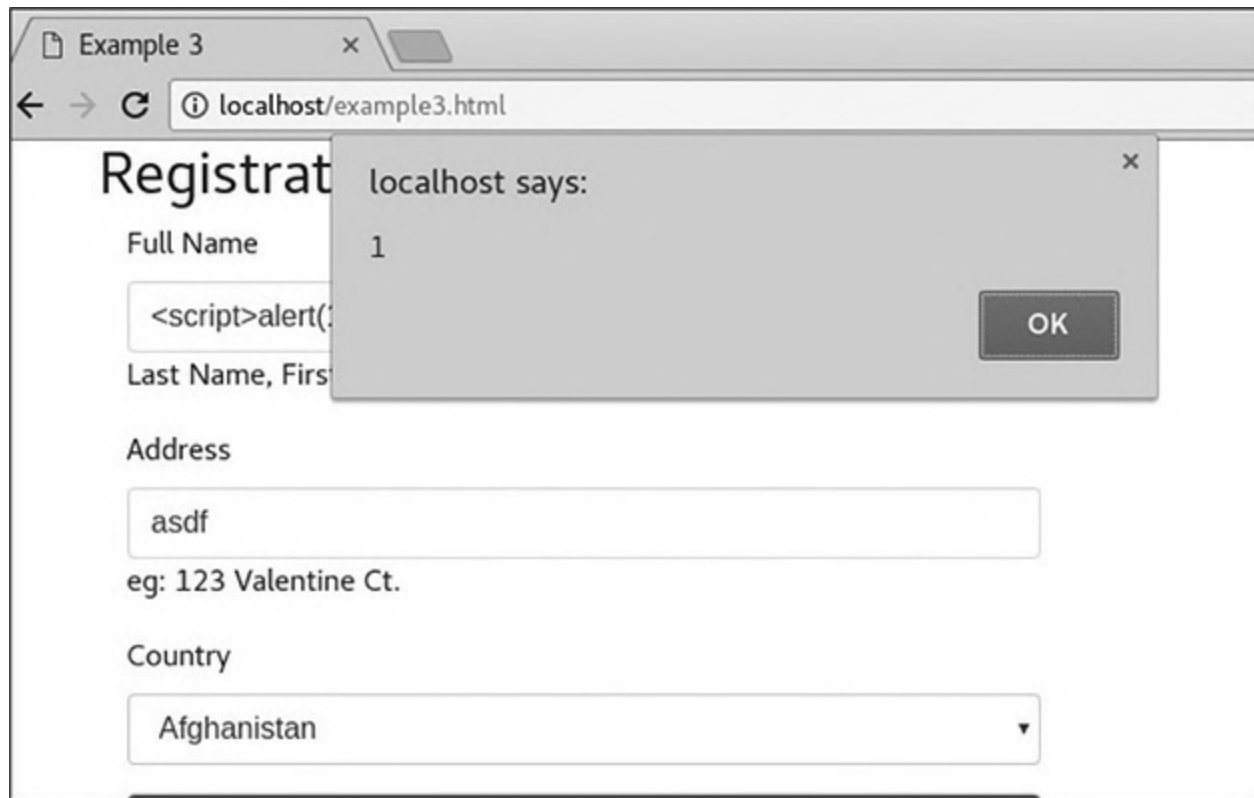 Example 3
localhost/example3.html
Registrat
localhost says:
Full Name
1
<script>alert(
OK
Last Name, Firs
Address
asdf
eg: 123 Valentine Ct.
Country
Afghanistan